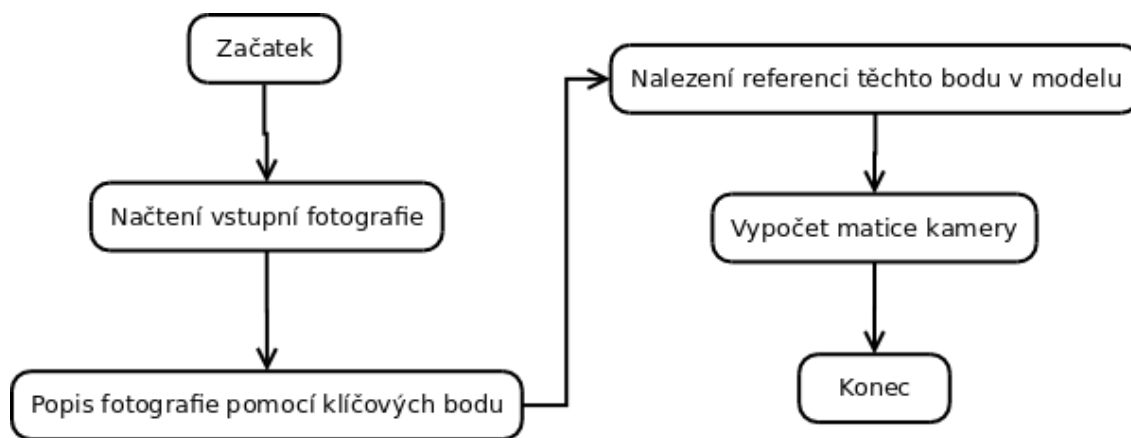 Začatek
Načtení vstupní fotografie
Popis fotografie pomocí klíčových bodu
Nalezení referenci těchto bodu v modelu
Vypočet matice kamery
Konec